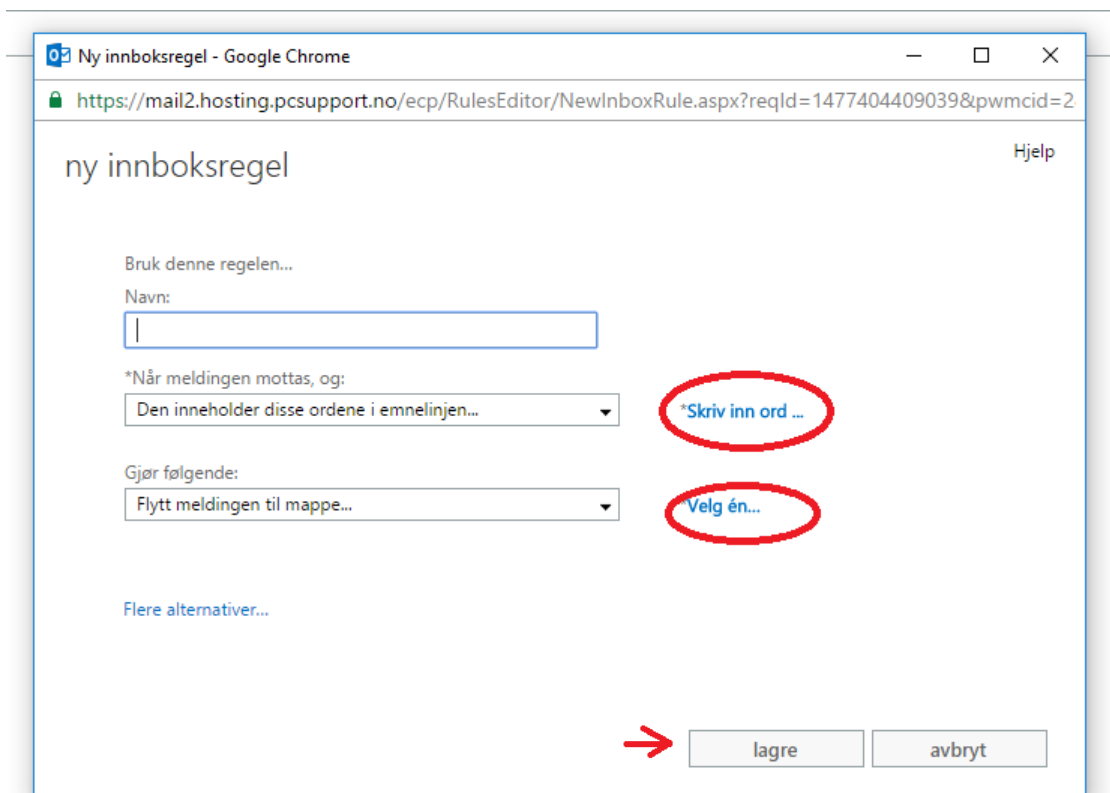 Ny innboksregel - Google Chrome
https://mail2.hosting.pcsupport.no/ecp/RulesEditor/NewInboxRule.aspx?reqId=1477404409039&pwmcid=2
Hjelp
ny innboksregel
Bruk denne regelen...
Navn:
*Når meldingen mottas, og:
Den inneholder disse ordene i emnelinjen... *Skriv inn ord ...
Gjør følgende:
Flytt meldingen til mappe... *Velg én...
Flere alternativer...
lagre avbryt